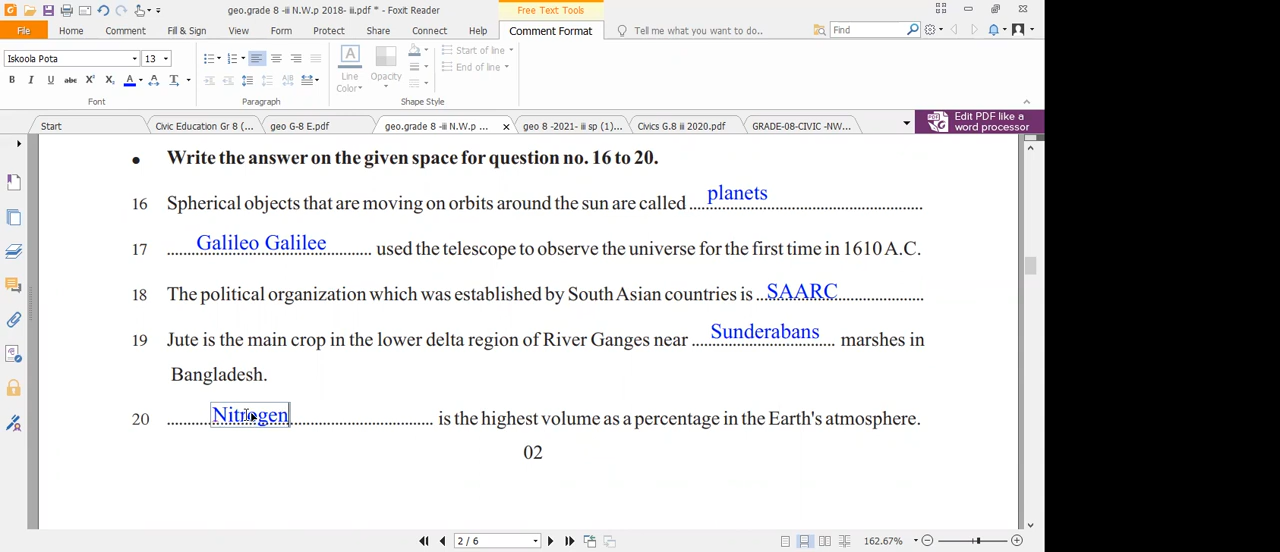 geo.grade 8 -ii N.W.p 2018- ii.pdf * - Foxit Reader
Free Text Tools
File Home Comment View Form Protect Share Connect Help Comment Format Tell me what you want to do.. Find
Fill & Sign
Iskoola Pota 13
Start of line
End of line
B I U abc X² X₂ A A T
Line Color
Opacity
Font Paragraph Shape Style
Start
Civic Education Gr 8 (...
geo G-8 E.pdf
geo.grade 8 -ii N.W.p ...
geo 8 -2021- ii sp (1)...
Civics G.8 ii 2020.pdf
GRADE-08-CIVIC -NW...
Edit PDF like a
word processor
• Write the answer on the given space for question no. 16 to 20.
16 Spherical objects that are moving on orbits around the sun are called planets
17 Galileo Galilee used the telescope to observe the universe for the first time in 1610 A.C.
18 The political organization which was established by South Asian countries is SAARC
19 Jute is the main crop in the lower delta region of River Ganges near Sunderabans marshes in
Bangladesh.
20 Nitrogen is the highest volume as a percentage in the Earth's atmosphere.
02
2 / 6
162.67%